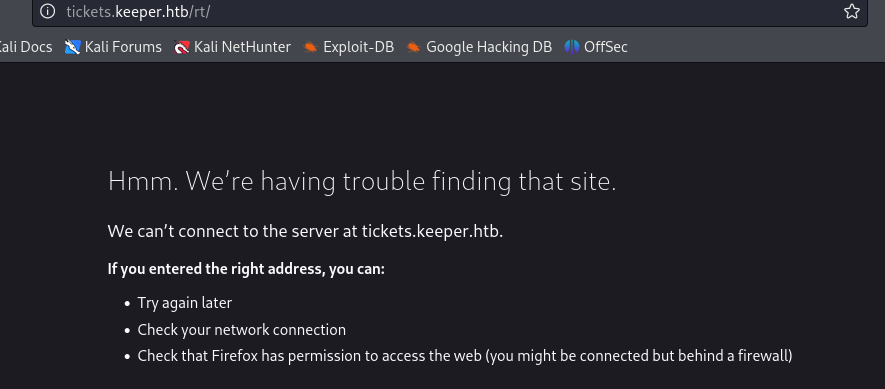 tickets.keeper.htb/rt/
Kali Docs Kali Forums Kali NetHunter Exploit-DB Google Hacking DB OffSec
Hmm. We're having trouble finding that site.
We can't connect to the server at tickets.keeper.htb.
If you entered the right address, you can:
• Try again later
• Check your network connection
• Check that Firefox has permission to access the web (you might be connected but behind a firewall)